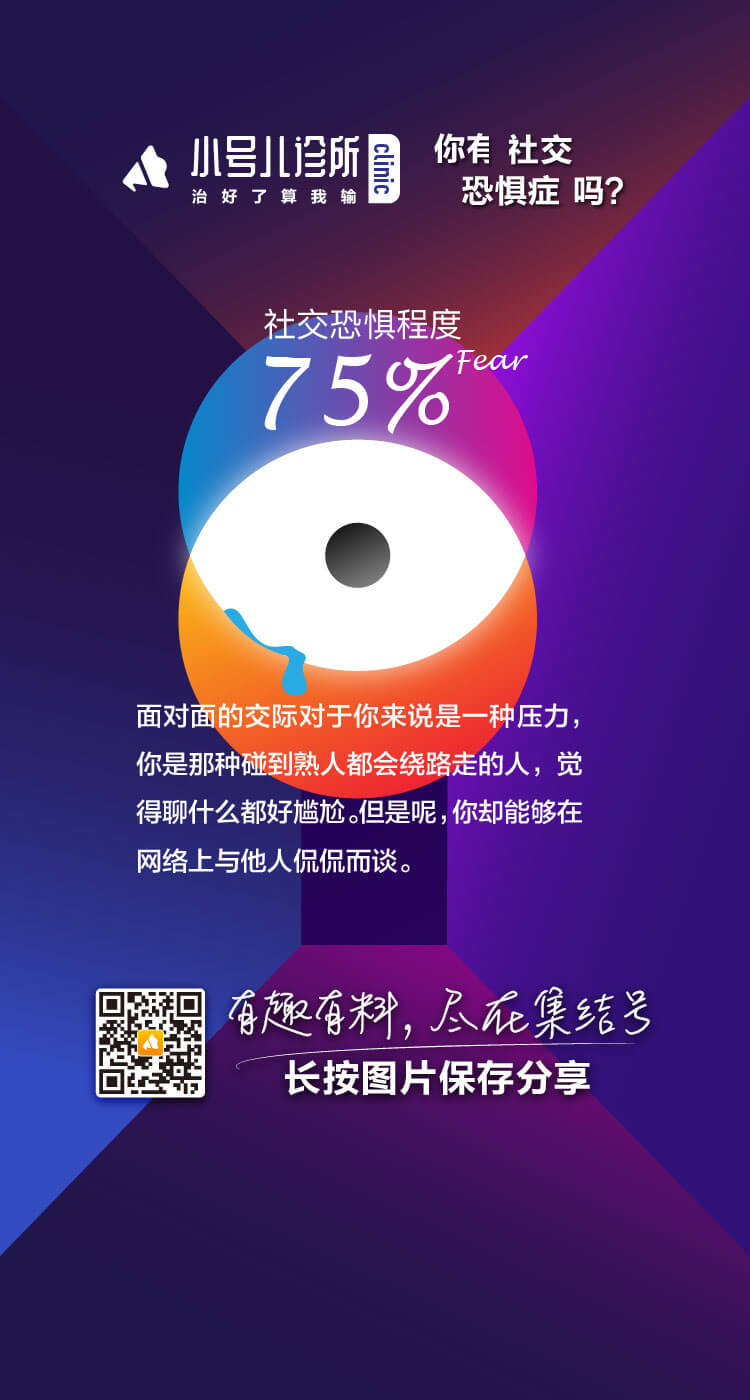 小号儿诊所
clinic
治好了算我输
你有 社交
恐惧症 吗？
社交恐惧程度
75% Fear
面对面的交际对于你来说是一种压力，
你是那种碰到熟人都会绕路走的人，觉
得聊什么都好尴尬。但是呢，你却能够在
网络上与他人侃侃而谈。
有趣有料，尽在集结号
长按图片保存分享